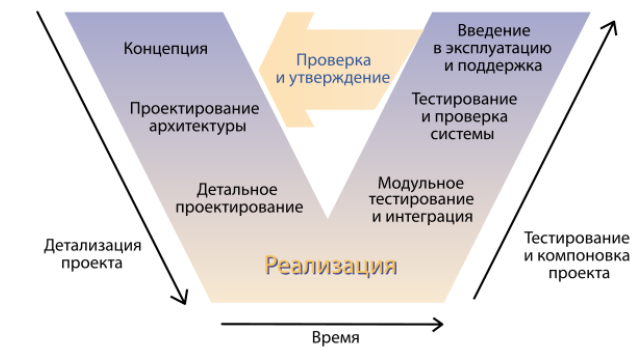 Концепция
Проектирование
архитектуры
Детальное
проектирование
Детализация
проекта
Реализация
Время
Проверка
и утверждение
Введение
в эксплуатацию
и поддержка
Тестирование
и проверка
системы
Модульное
тестирование
и интеграция
Тестирование
и компоновка
проекта